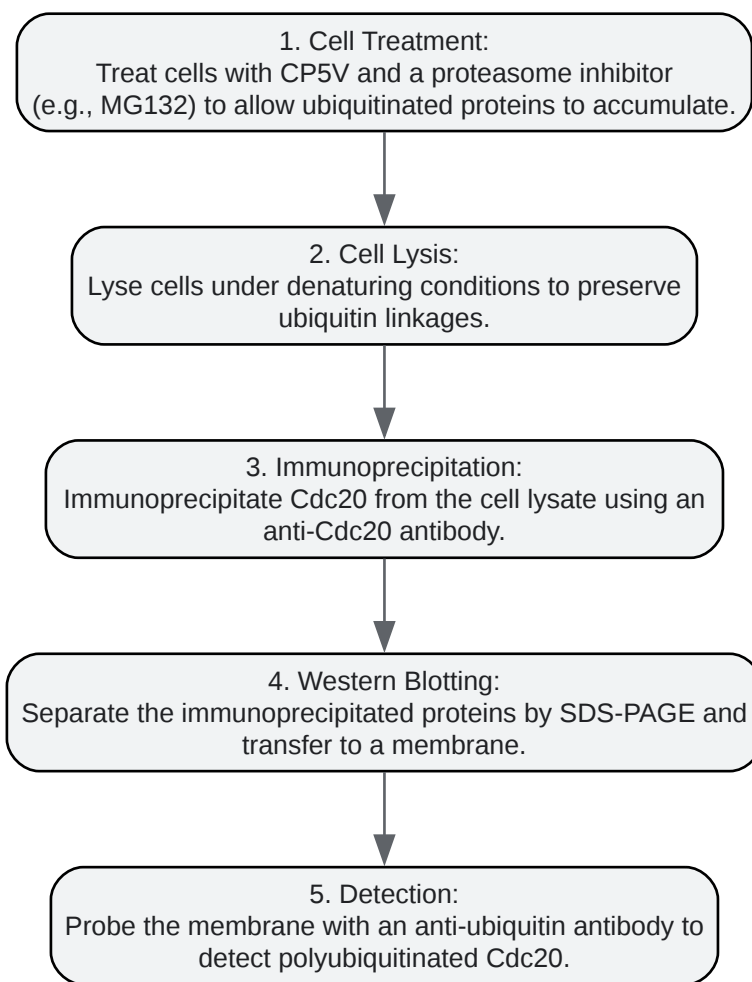 1. Cell Treatment:
Treat cells with CP5V and a proteasome inhibitor
(e.g., MG132) to allow ubiquitinated proteins to accumulate.
2. Cell Lysis:
Lyse cells under denaturing conditions to preserve
ubiquitin linkages.
3. Immunoprecipitation:
Immunoprecipitate Cdc20 from the cell lysate using an
anti-Cdc20 antibody.
4. Western Blotting:
Separate the immunoprecipitated proteins by SDS-PAGE and
transfer to a membrane.
5. Detection:
Probe the membrane with an anti-ubiquitin antibody to
detect polyubiquitinated Cdc20.